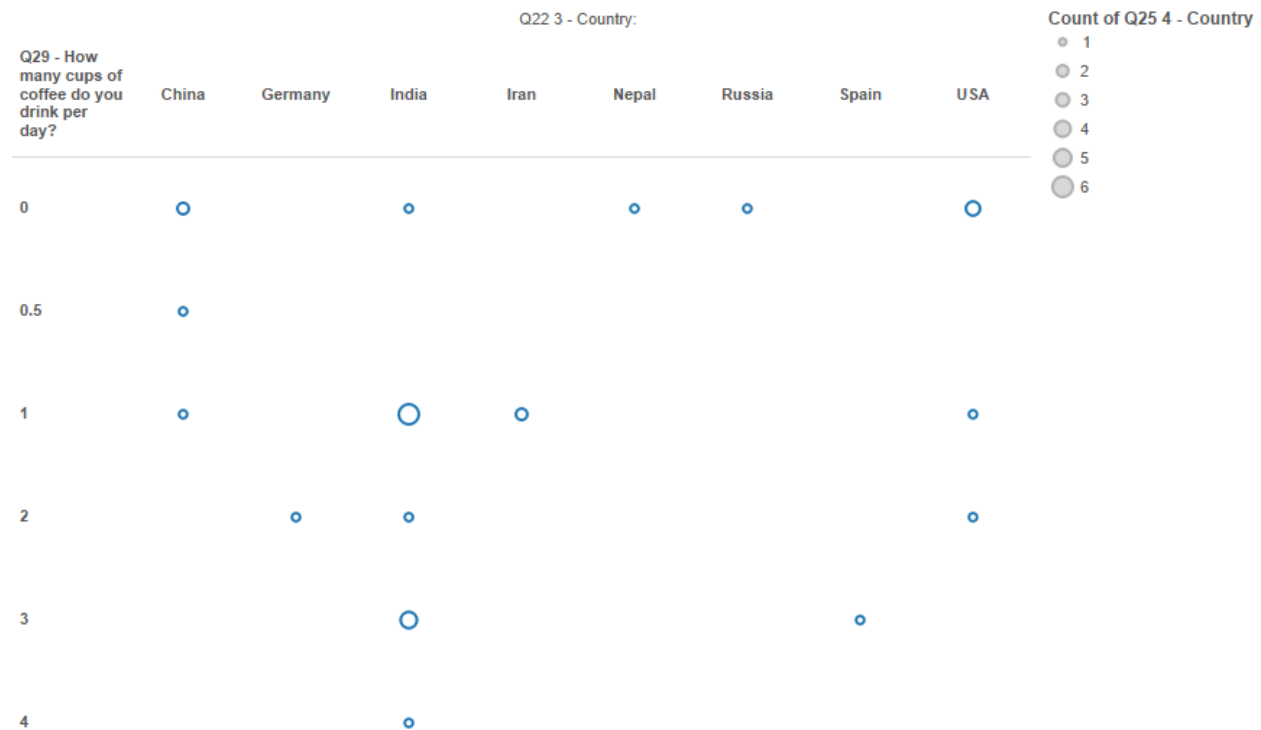 Q22 3 - Country:
Count of Q25 4 - Country
1
2
3
4
5
6
Q29 - How
many cups of
coffee do you
drink per
day?
China Germany India Iran Nepal Russia Spain USA
0
0.5
1
2
3
4